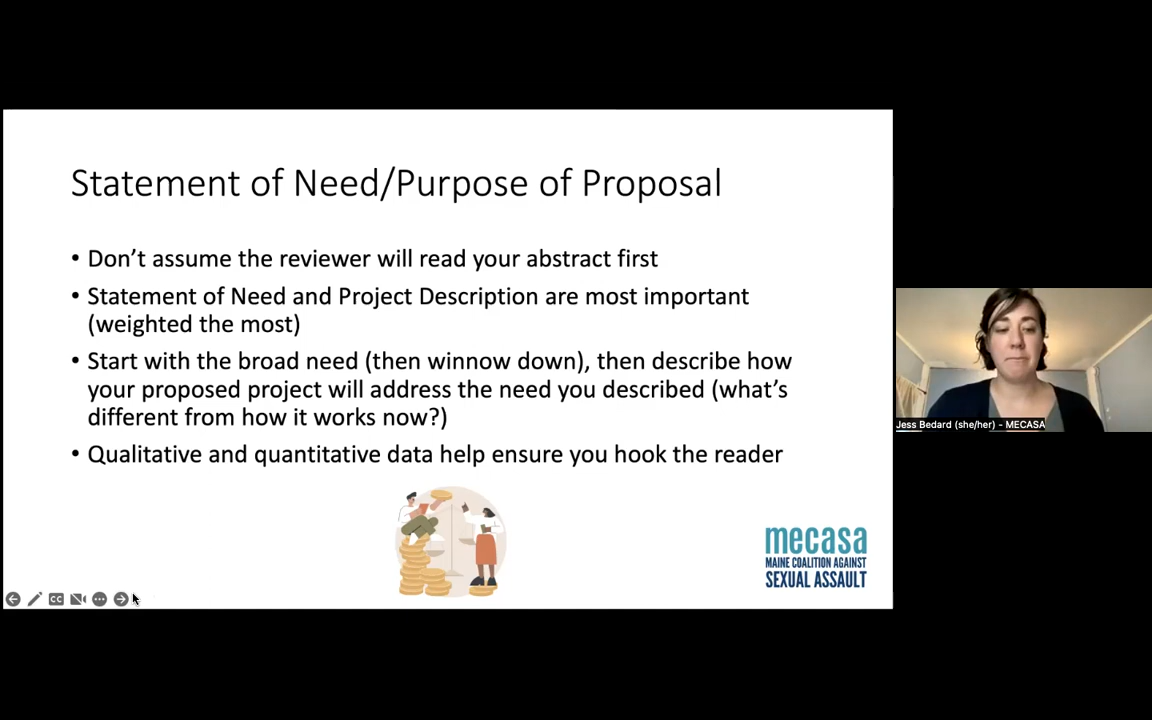 Statement of Need/Purpose of Proposal
• Don’t assume the reviewer will read your abstract first
• Statement of Need and Project Description are most important
(weighted the most)
• Start with the broad need (then winnow down), then describe how
your proposed project will address the need you described (what’s
different from how it works now?)
• Qualitative and quantitative data help ensure you hook the reader
mecasa
MAINE COALITION AGAINST
SEXUAL ASSAULT
CC
Jess Bedard (she/her) - MECASA